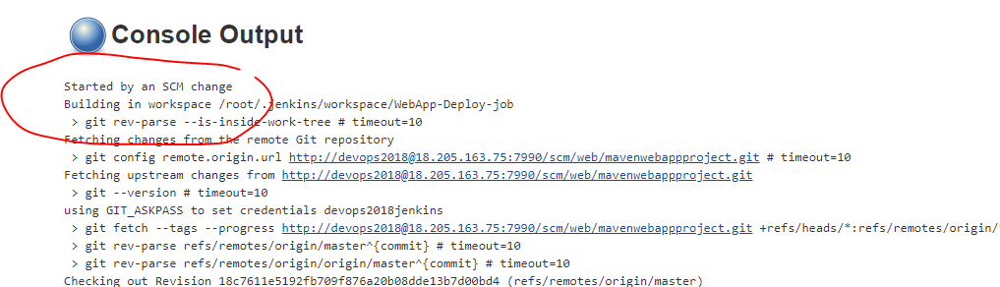 Console Output
Started by an SCM change
Building in workspace /root/.jenkins/workspace/WebApp-Deploy-job
> git rev-parse --is-inside-work-tree # timeout=10
Fetching changes from the remote Git repository
> git config remote.origin.url http://devops2018@18.205.163.75:7990/scm/web/mavenwebappproject.git # timeout=10
Fetching upstream changes from http://devops2018@18.205.163.75:7990/scm/web/mavenwebappproject.git
> git --version # timeout=10
using GIT_ASKPASS to set credentials devops2018jenkins
> git fetch --tags --progress http://devops2018@18.205.163.75:7990/scm/web/mavenwebappproject.git +refs/heads/*:refs/remotes/origin/
> git rev-parse refs/remotes/origin/master^{commit} # timeout=10
> git rev-parse refs/remotes/origin/origin/master^{commit} # timeout=10
Checking out Revision 18c7611e5192fb709f876a20b08dde13b7d00bd4 (refs/remotes/origin/master)